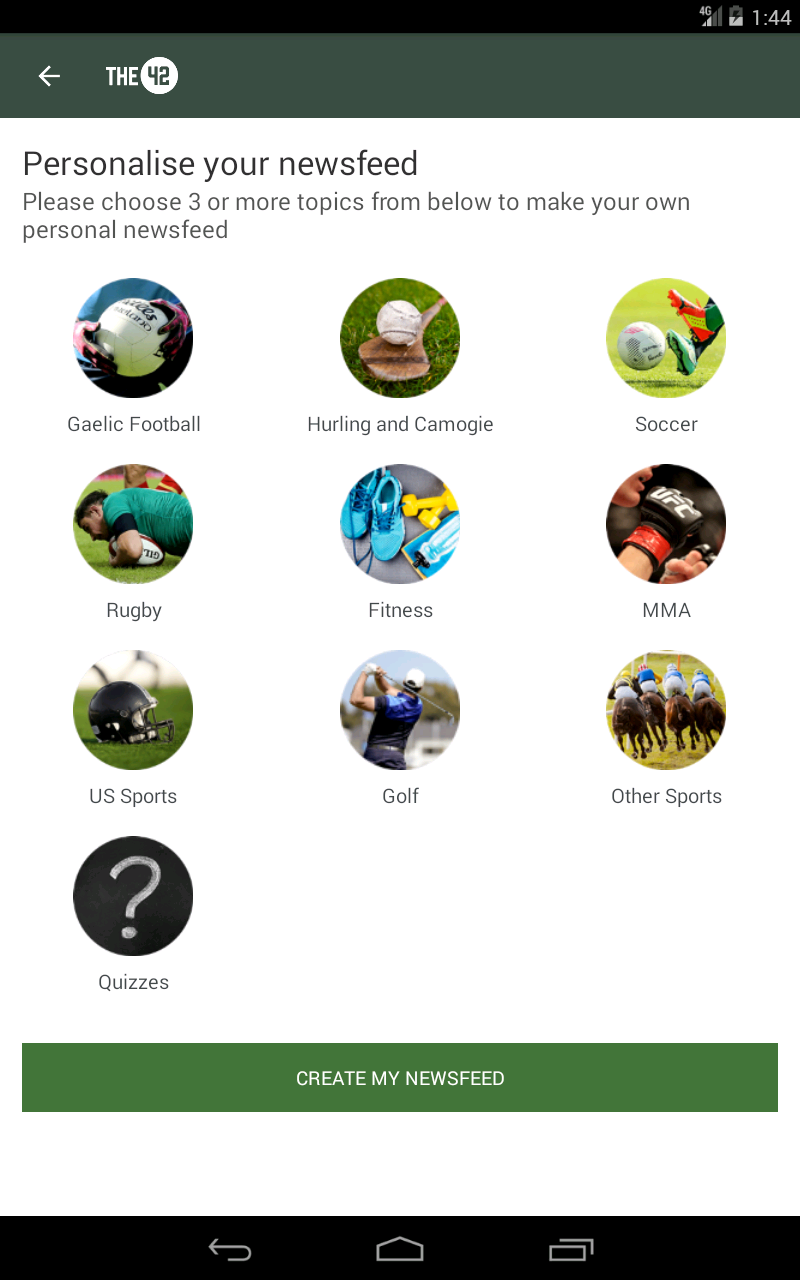 4G 1:44
THE 42
Personalise your newsfeed
Please choose 3 or more topics from below to make your own
personal newsfeed
Gaelic Football
Hurling and Camogie
Soccer
GIL
UFC
Rugby
Fitness
MMA
US Sports
Golf
Other Sports
?
Quizzes
CREATE MY NEWSFEED